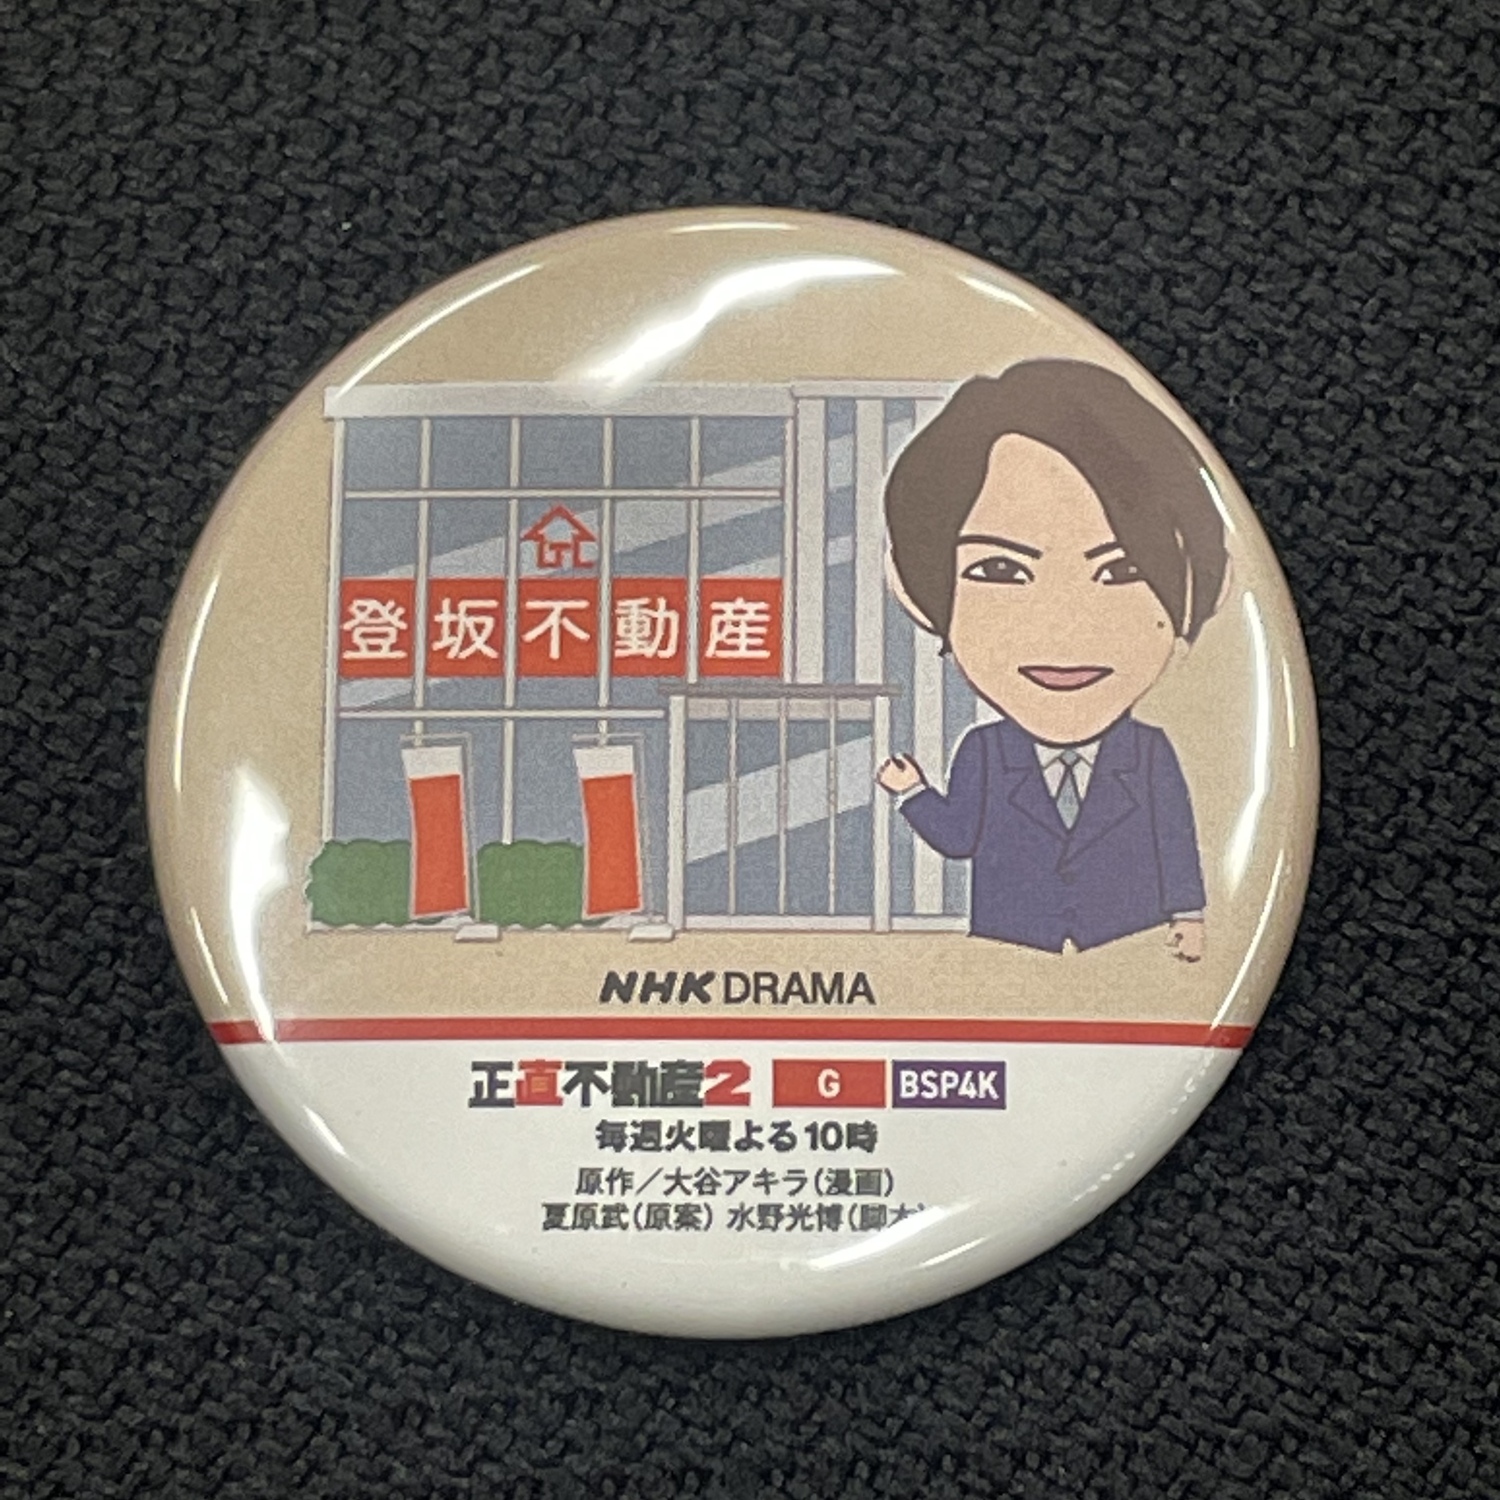 登坂不動産
NHK DRAMA
正直不動産2 G BSP4K
毎週火曜よる10時
原作／大谷アキラ(漫画)
夏原武(原案) 水野光博(脚本